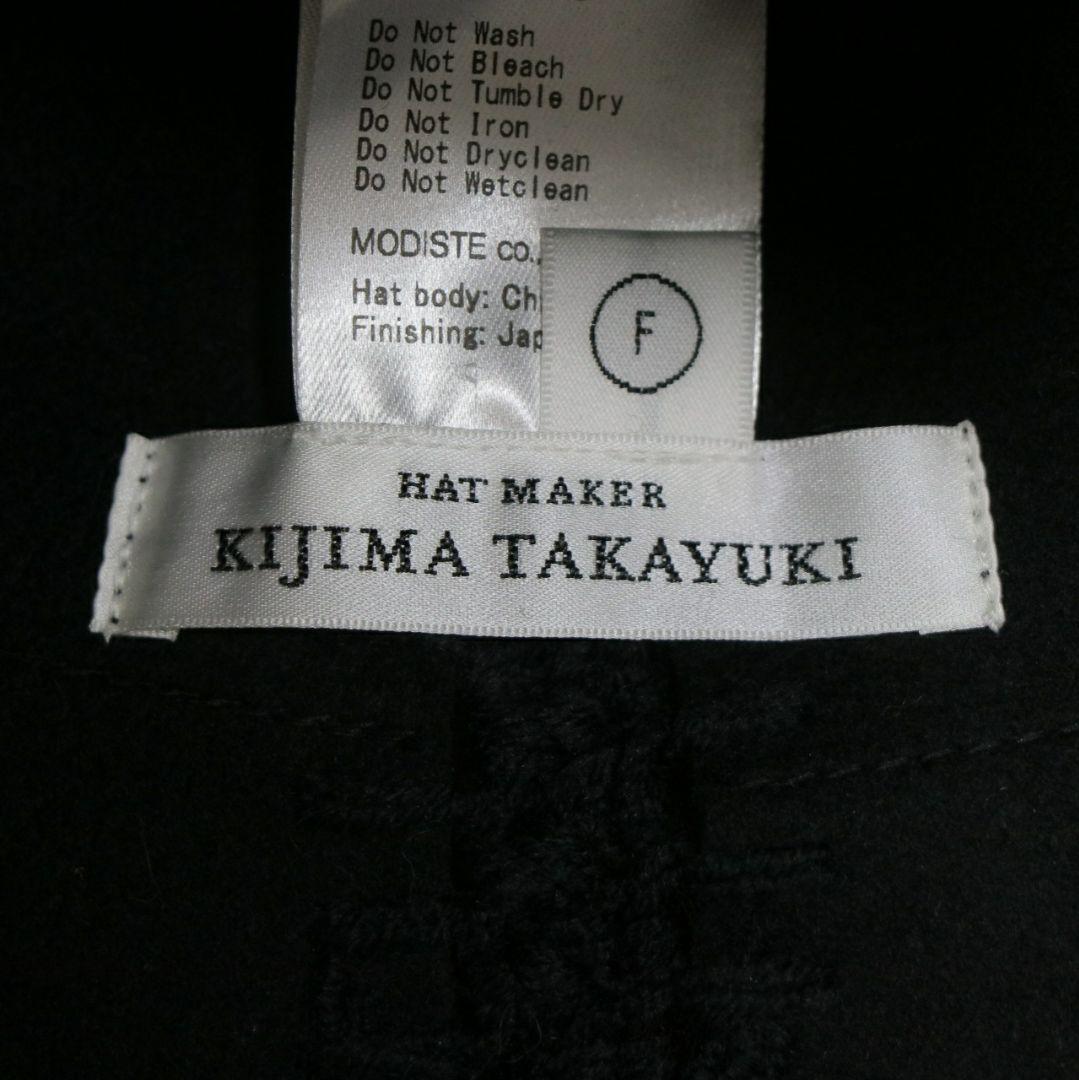 Do Not Wash
Do Not Bleach
Do Not Tumble Dry
Do Not Iron
Do Not Dryclean
Do Not Wetclean
MODISTE co.,
Hat body: Ch
Finishing: Jap
F
HAT MAKER
KIJIMA TAKAYUKI